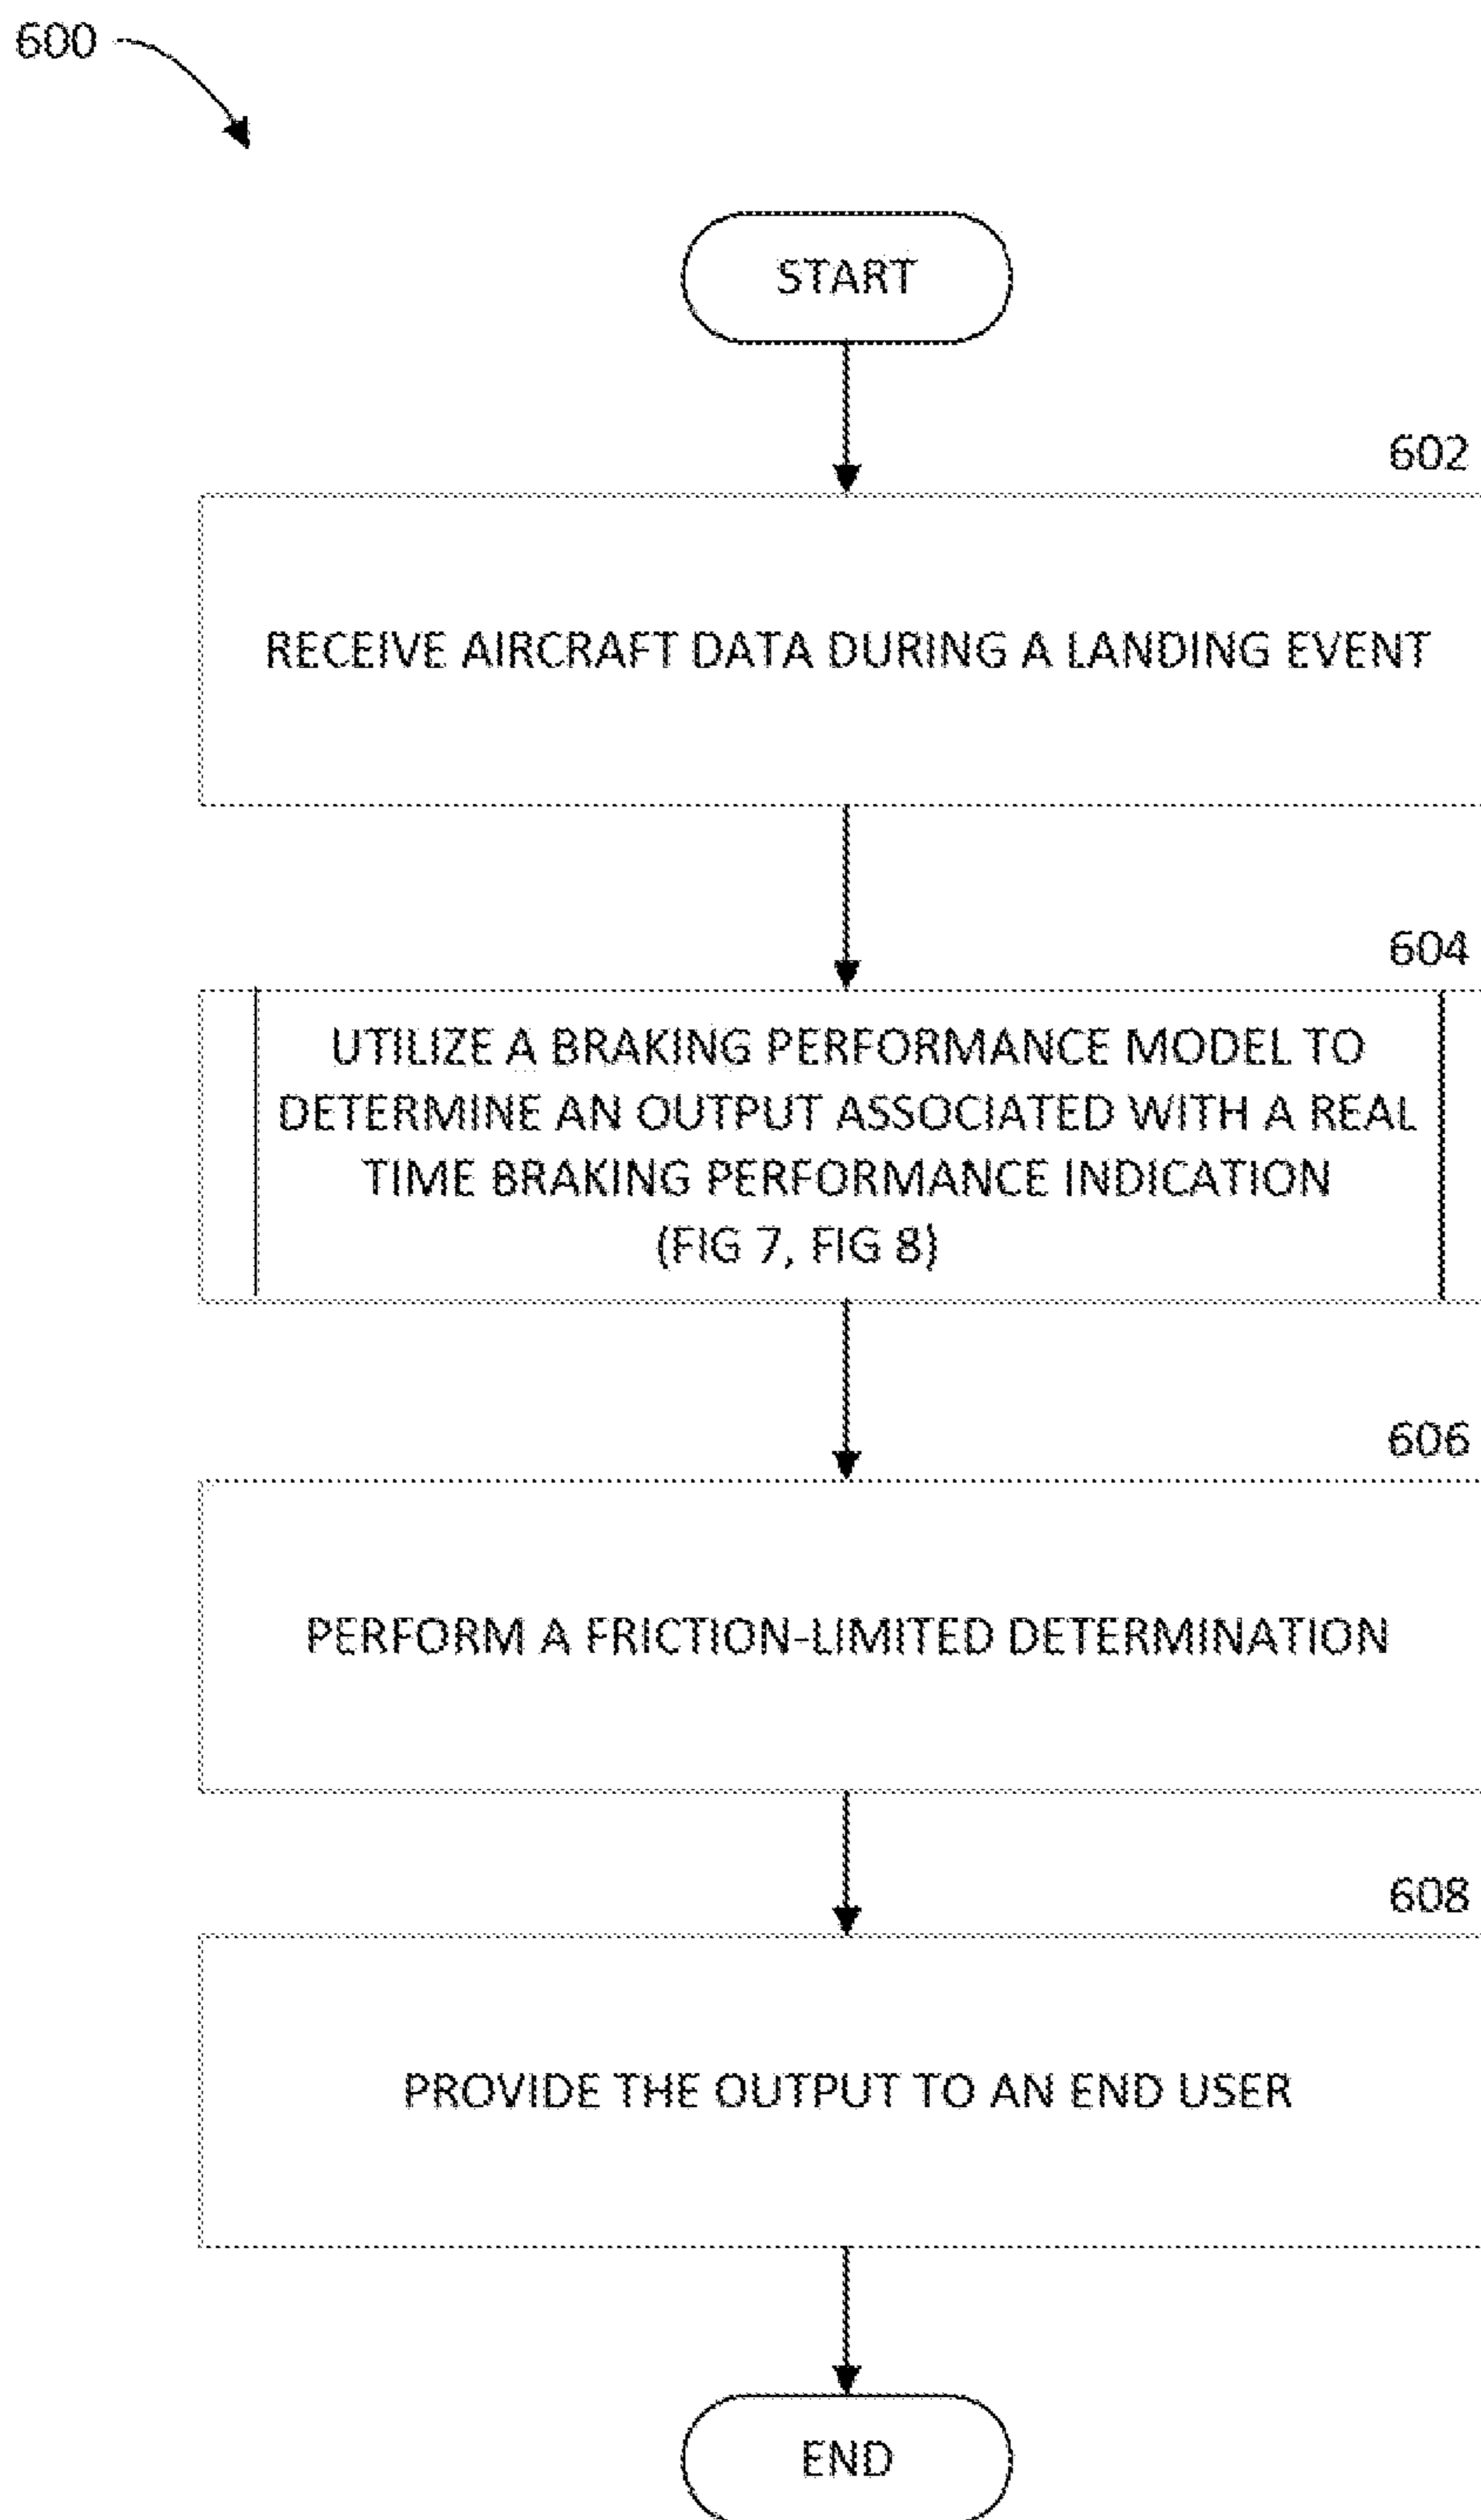 600
START
602
RECEIVE AIRCRAFT DATA DURING A LANDING EVENT
604
UTILIZE A BRAKING PERFORMANCE MODEL TO
DETERMINE AN OUTPUT ASSOCIATED WITH A REAL
TIME BRAKING PERFORMANCE INDICATION
(FIG 7, FIG 8)
606
PERFORM A FRICTION-LIMITED DETERMINATION
608
PROVIDE THE OUTPUT TO AN END USER
END